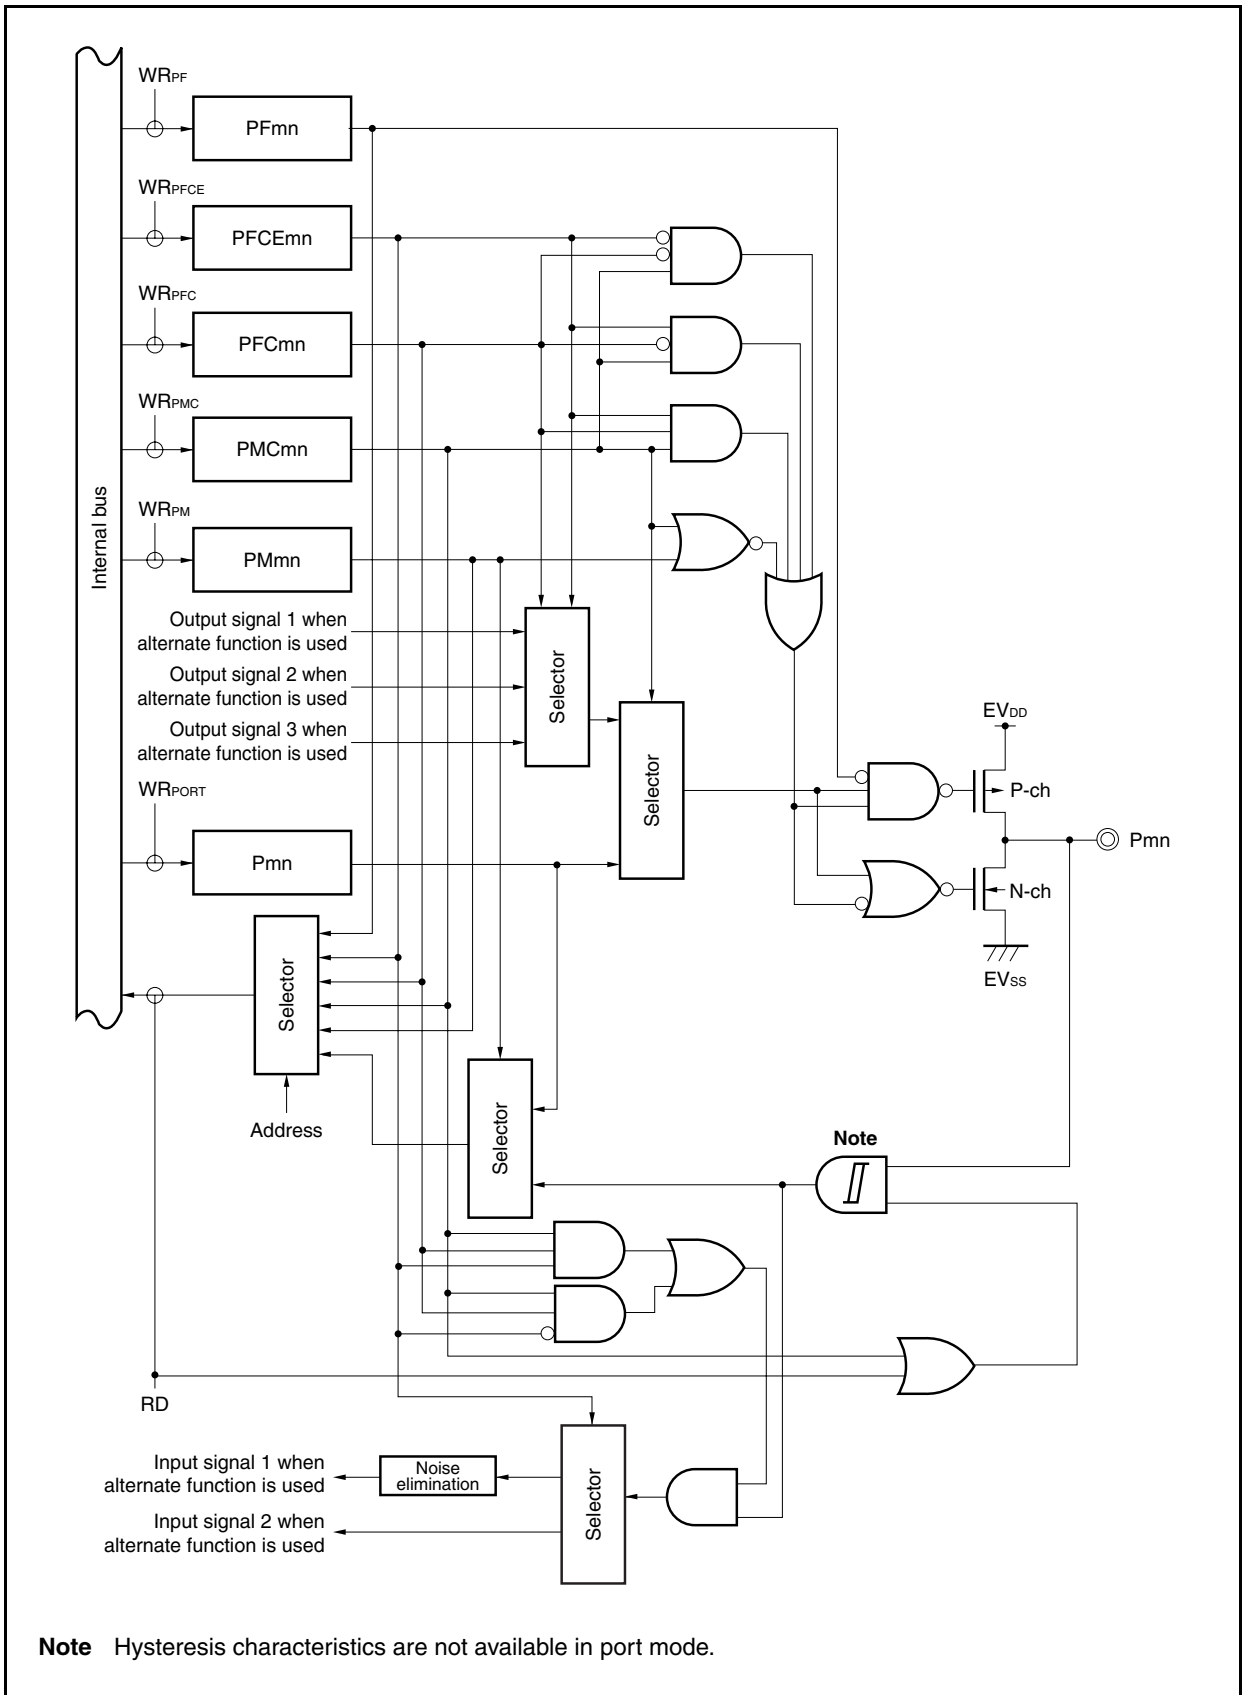 WRPF
PFmn
WRPFCE
PFCEmn
WRPFC
PFCmn
WRPMC
PMCmn
Internal bus
WRPM
PMmn
Output signal 1 when
alternate function is used
Output signal 2 when
alternate function is used
Output signal 3 when
alternate function is used
Selector
Selector
WRPORT
Pmn
EVDD
P-ch
Pmn
N-ch
EVSS
Selector
Address
Selector
Note
RD
Input signal 1 when
alternate function is used
Noise
elimination
Input signal 2 when
alternate function is used
Selector
Note Hysteresis characteristics are not available in port mode.